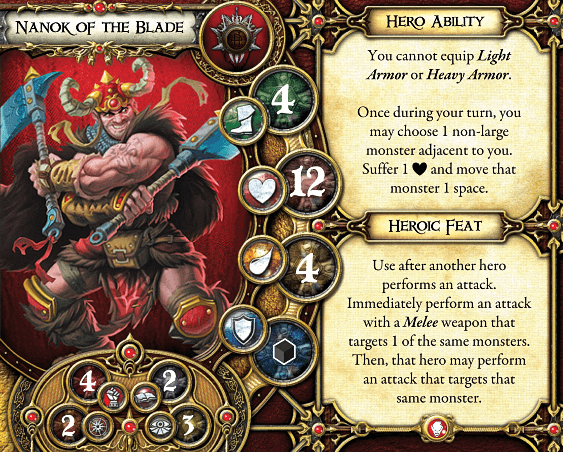 Nanok of the Blade
4
12
4
4
2
2
3
Hero Ability
You cannot equip Light
Armor or Heavy Armor.
Once during your turn, you
may choose 1 non-large
monster adjacent to you.
Suffer 1 ♥ and move that
monster 1 space.
Heroic Feat
Use after another hero
performs an attack.
Immediately perform an attack
with a Melee weapon that
targets 1 of the same monsters.
Then, that hero may perform
an attack that targets that
same monster.